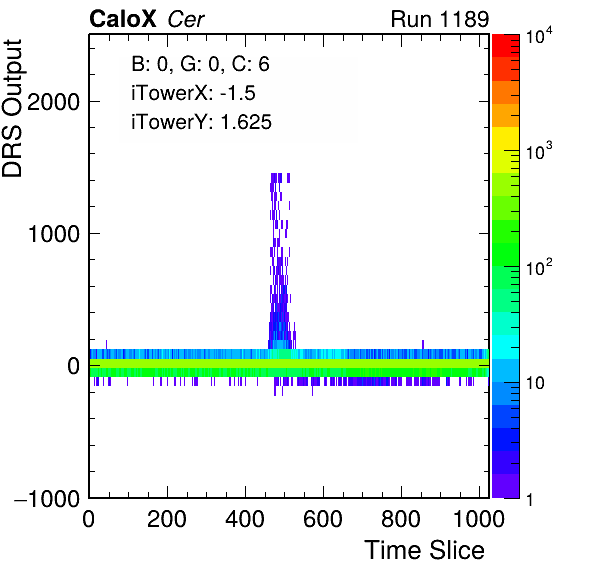 CaloX Cer Run 1189
DRS Output
B: 0, G: 0, C: 6
iTowerX: -1.5
iTowerY: 1.625
2000
1000
0
−1000
0 200 400 600 800 1000
Time Slice
10^4
10^3
10^2
10
1